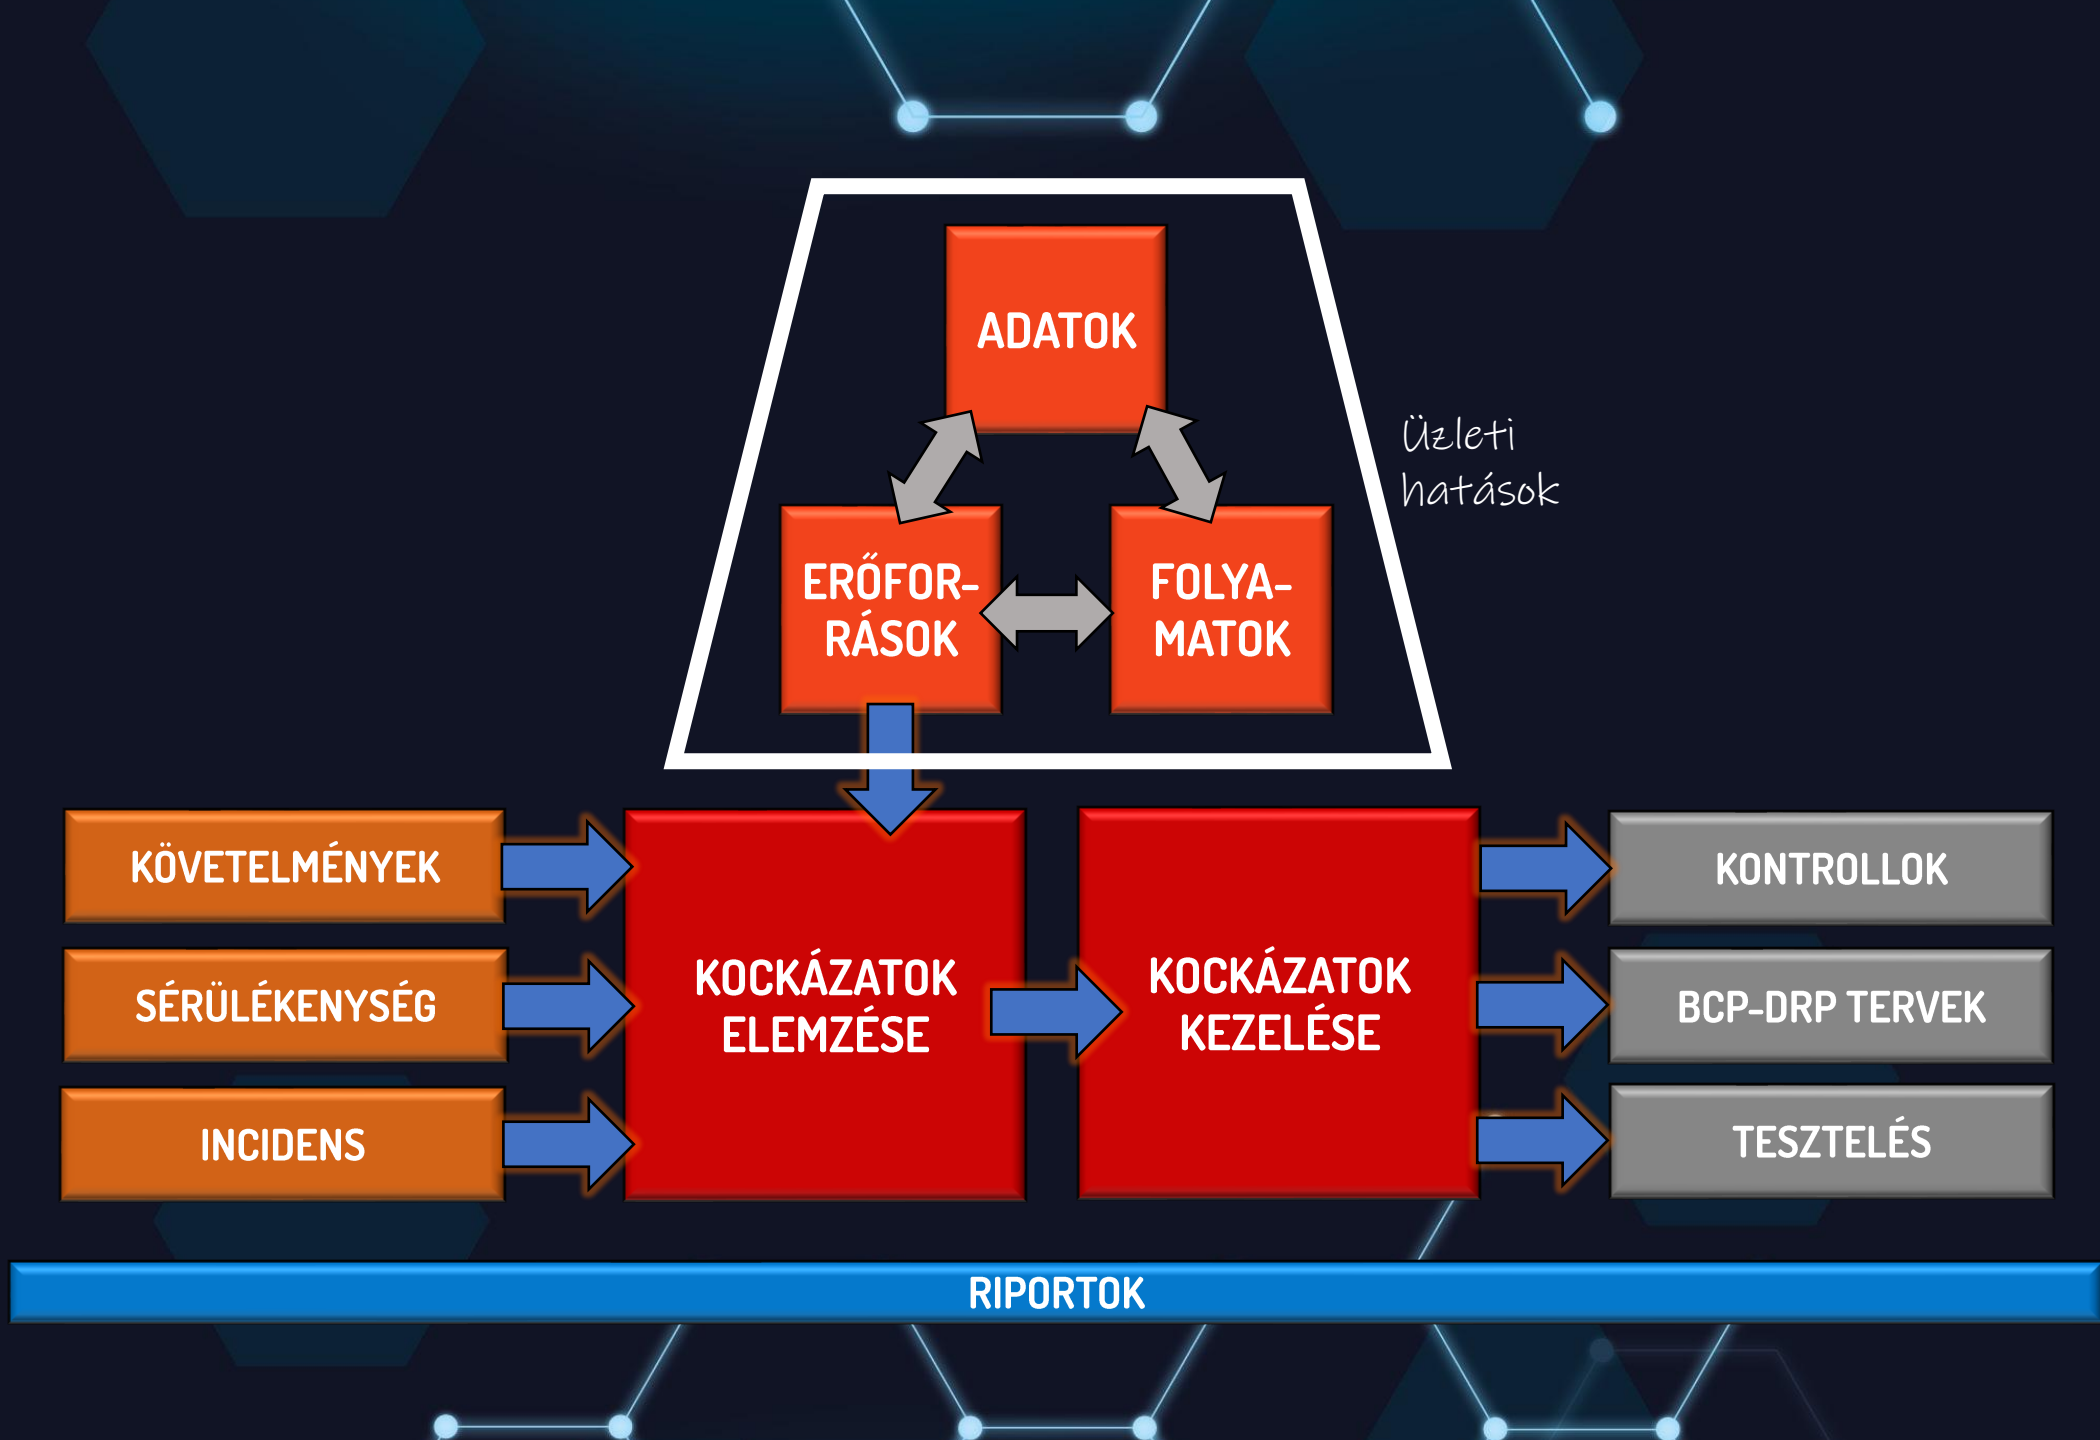 ADATOK
Üzleti
hatások
ERŐFOR-
RÁSOK
FOLYA-
MATOK
KÖVETELMÉNYEK
SÉRÜLÉKENYSÉG
INCIDENS
KOCKÁZATOK
ELEMZÉSE
KOCKÁZATOK
KEZELÉSE
KONTROLLOK
BCP-DRP TERVEK
TESZTELÉS
RIPORTOK